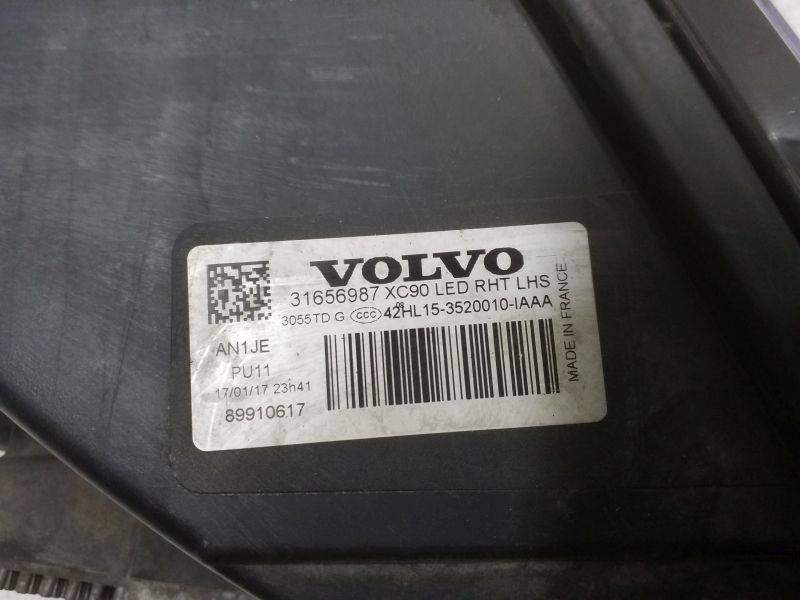 VOLVO
31656987 XC90 LED RHT LHS
3055TD G CCC 42HL15-3520010-IAAA
AN1JE
PU11
17/01/17 23h41
89910617
MADE IN FRANCE